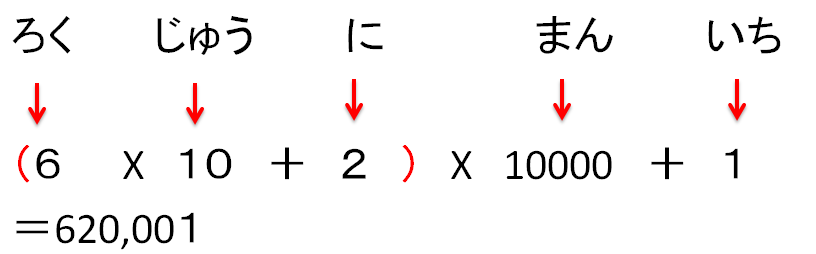 ろく じゅう に まん いち
(6 X 10 + 2 ) X 10000 + 1
=620,001